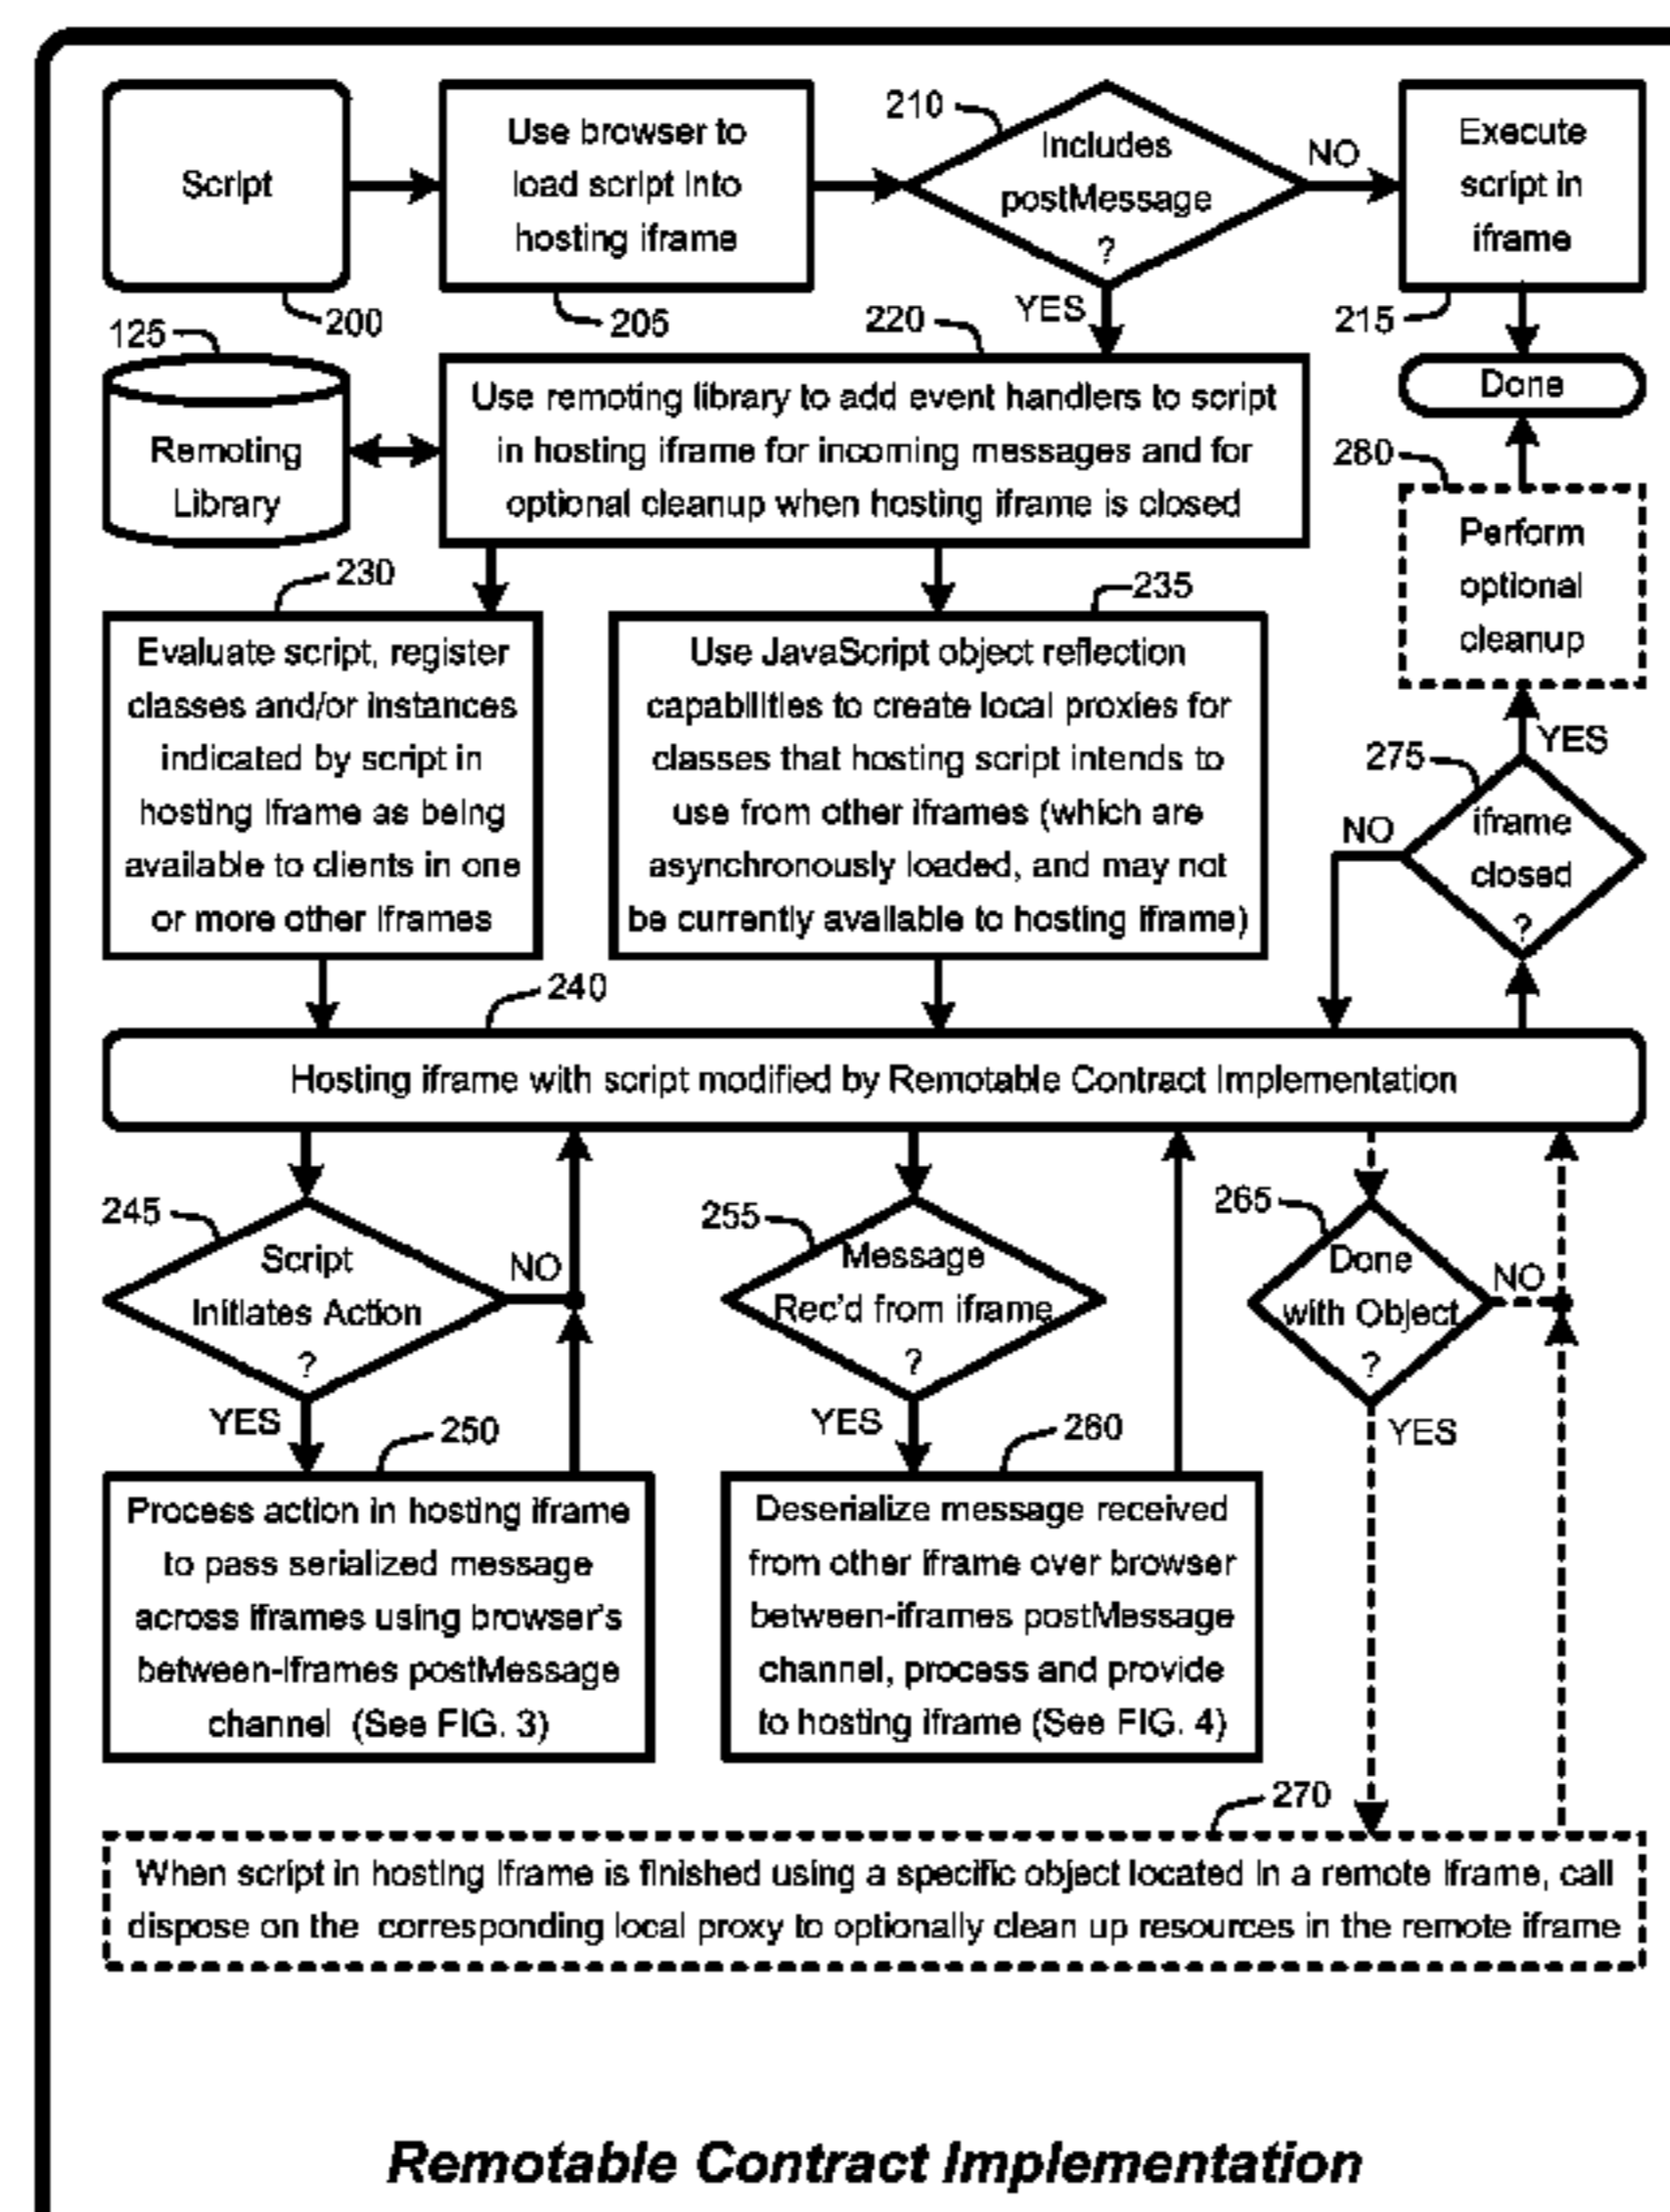 Script
200
Use browser to
load script into
hosting iframe
205
210
Includes
postMessage
?
NO
YES
Execute
script in
iframe
215
Done
125
Remoting
Library
220
Use remoting library to add event handlers to script
in hosting iframe for incoming messages and for
optional cleanup when hosting iframe is closed
280
Perform
optional
cleanup
230
Evaluate script, register
classes and/or instances
indicated by script in
hosting iframe as being
available to clients in one
or more other iframes
235
Use JavaScript object reflection
capabilities to create local proxies for
classes that hosting script intends to
use from other iframes (which are
asynchronously loaded, and may not
be currently available to hosting iframe)
YES
275
iframe
closed
?
NO
240
Hosting iframe with script modified by Remotable Contract Implementation
245
Script
Initiates Action
?
NO
YES
250
Process action in hosting iframe
to pass serialized message
across iframes using browser's
between-iframes postMessage
channel (See FIG. 3)
255
Message
Rec'd from iframe
?
YES
260
Deserialize message received
from other iframe over browser
between-iframes postMessage
channel, process and provide
to hosting iframe (See FIG. 4)
265
Done
with Object
?
NO
YES
270
When script in hosting iframe is finished using a specific object located in a remote iframe, call
dispose on the corresponding local proxy to optionally clean up resources in the remote iframe
Remotable Contract Implementation